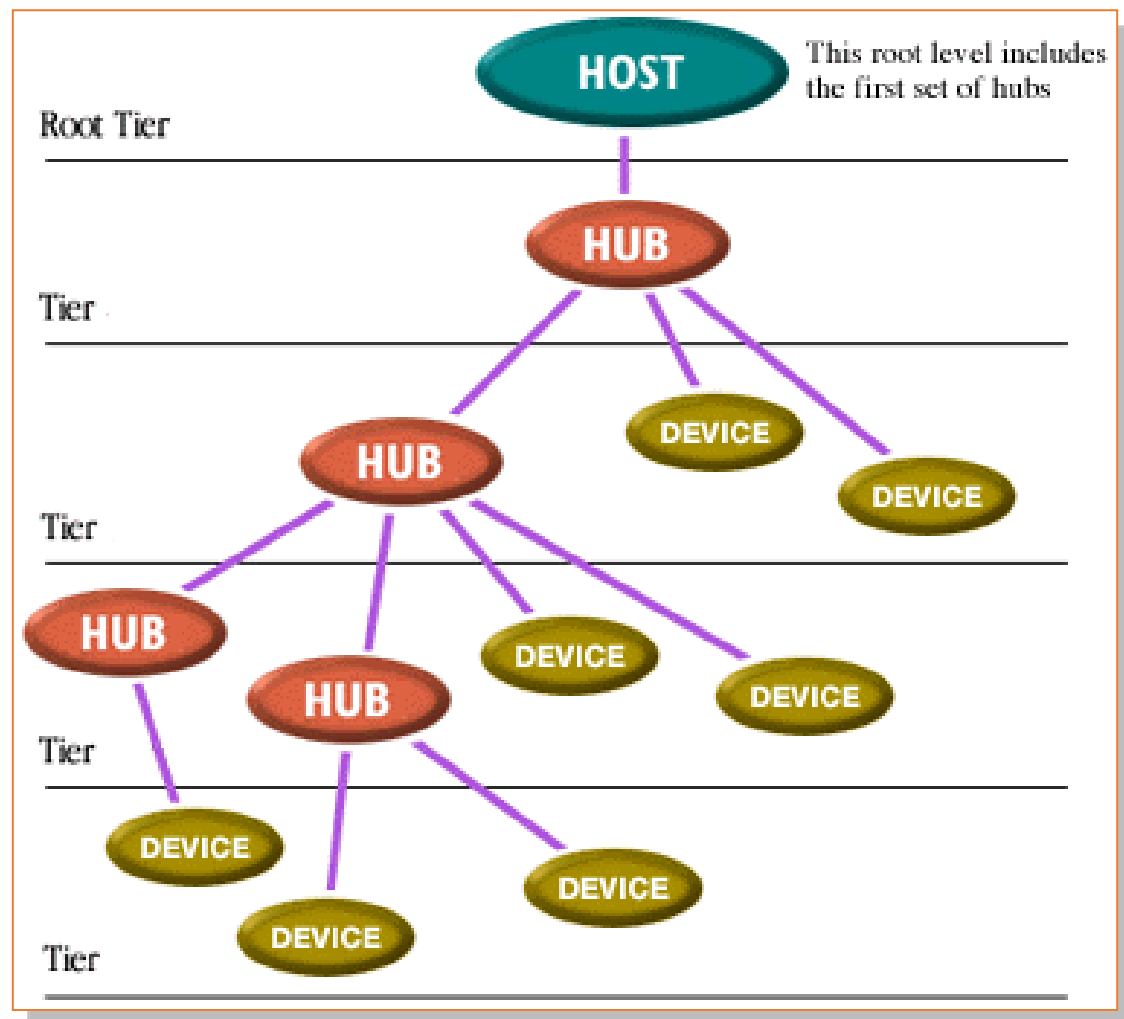 HOST
This root level includes
the first set of hubs
Root Tier
HUB
Tier
DEVICE
HUB
DEVICE
Tier
HUB
DEVICE
HUB
DEVICE
Tier
DEVICE
DEVICE
DEVICE
Tier